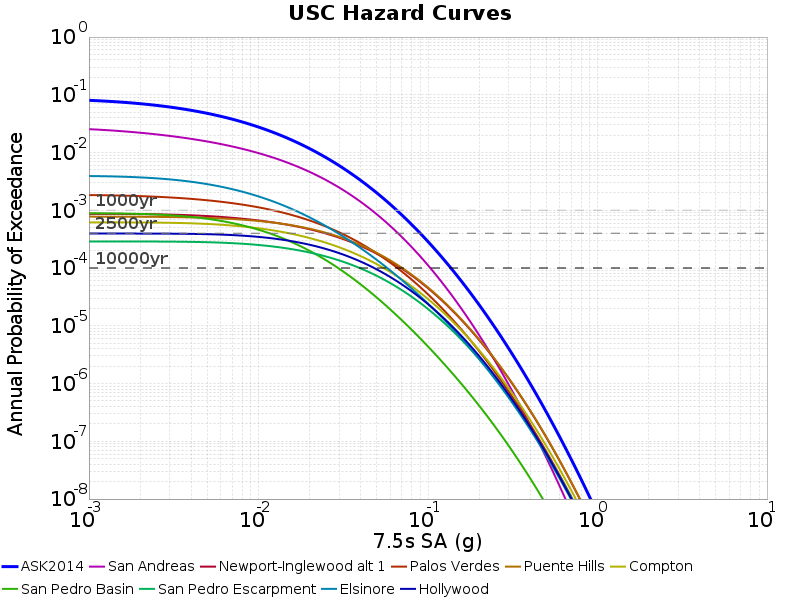 USC Hazard Curves
10^0
10^-1
10^-2
10^-3
10^-4
10^-5
10^-6
10^-7
10^-8
Annual Probability of Exceedance
1000yr
2500yr
10000yr
10^-3 10^-2 10^-1 10^0 10^1
7.5s SA (g)
ASK2014 San Andreas Newport-Inglewood alt 1 Palos Verdes Puente Hills Compton
San Pedro Basin San Pedro Escarpment Elsinore Hollywood